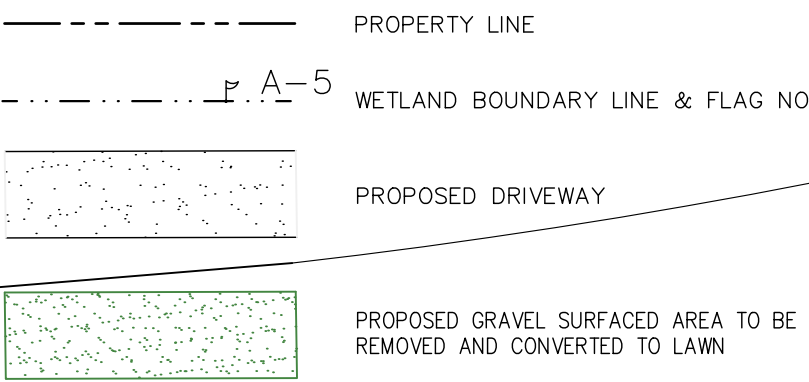 PROPERTY LINE
A-5
WETLAND BOUNDARY LINE & FLAG NO
PROPOSED DRIVEWAY
PROPOSED GRAVEL SURFACED AREA TO BE
REMOVED AND CONVERTED TO LAWN